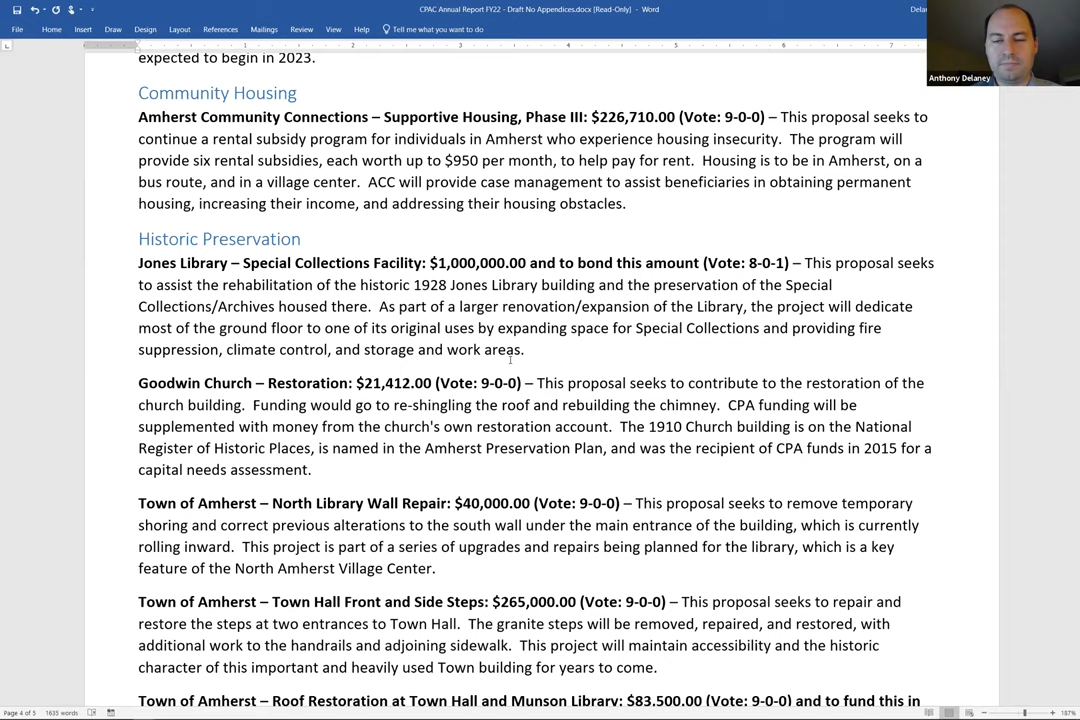 CPAC Annual Report FY22 - Draft No Appendices.docx [Read-Only] - Word
Delan
File Home Insert Draw Design Layout References Mailings Review View Help Tell me what you want to do
Anthony Delaney
1 2 3 4 5 6 7
expected to begin in 2023.
Community Housing
Amherst Community Connections – Supportive Housing, Phase III: $226,710.00 (Vote: 9-0-0) – This proposal seeks to
continue a rental subsidy program for individuals in Amherst who experience housing insecurity. The program will
provide six rental subsidies, each worth up to $950 per month, to help pay for rent. Housing is to be in Amherst, on a
bus route, and in a village center. ACC will provide case management to assist beneficiaries in obtaining permanent
housing, increasing their income, and addressing their housing obstacles.
Historic Preservation
Jones Library – Special Collections Facility: $1,000,000.00 and to bond this amount (Vote: 8-0-1) – This proposal seeks
to assist the rehabilitation of the historic 1928 Jones Library building and the preservation of the Special
Collections/Archives housed there. As part of a larger renovation/expansion of the Library, the project will dedicate
most of the ground floor to one of its original uses by expanding space for Special Collections and providing fire
suppression, climate control, and storage and work areas.
Goodwin Church – Restoration: $21,412.00 (Vote: 9-0-0) – This proposal seeks to contribute to the restoration of the
church building. Funding would go to re-shingling the roof and rebuilding the chimney. CPA funding will be
supplemented with money from the church's own restoration account. The 1910 Church building is on the National
Register of Historic Places, is named in the Amherst Preservation Plan, and was the recipient of CPA funds in 2015 for a
capital needs assessment.
Town of Amherst – North Library Wall Repair: $40,000.00 (Vote: 9-0-0) – This proposal seeks to remove temporary
shoring and correct previous alterations to the south wall under the main entrance of the building, which is currently
rolling inward. This project is part of a series of upgrades and repairs being planned for the library, which is a key
feature of the North Amherst Village Center.
Town of Amherst – Town Hall Front and Side Steps: $265,000.00 (Vote: 9-0-0) – This proposal seeks to repair and
restore the steps at two entrances to Town Hall. The granite steps will be removed, repaired, and restored, with
additional work to the handrails and adjoining sidewalk. This project will maintain accessibility and the historic
character of this important and heavily used Town building for years to come.
Town of Amherst – Roof Restoration at Town Hall and Munson Library: $83,500.00 (Vote: 9-0-0) and to fund this in
Page 4 of 5 1635 words 187%